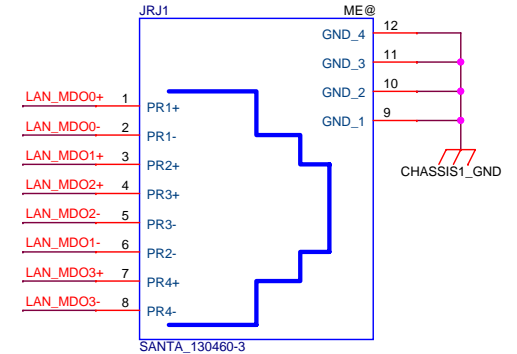 JRJ1 ME@
GND_4 12
GND_3 11
GND_2 10
GND_1 9
LAN_MDO0+ 1 PR1+
LAN_MDO0- 2 PR1-
LAN_MDO1+ 3 PR2+
LAN_MDO2+ 4 PR3+
LAN_MDO2- 5 PR3-
LAN_MDO1- 6 PR2-
LAN_MDO3+ 7 PR4+
LAN_MDO3- 8 PR4-
CHASSIS1_GND
SANTA_130460-3